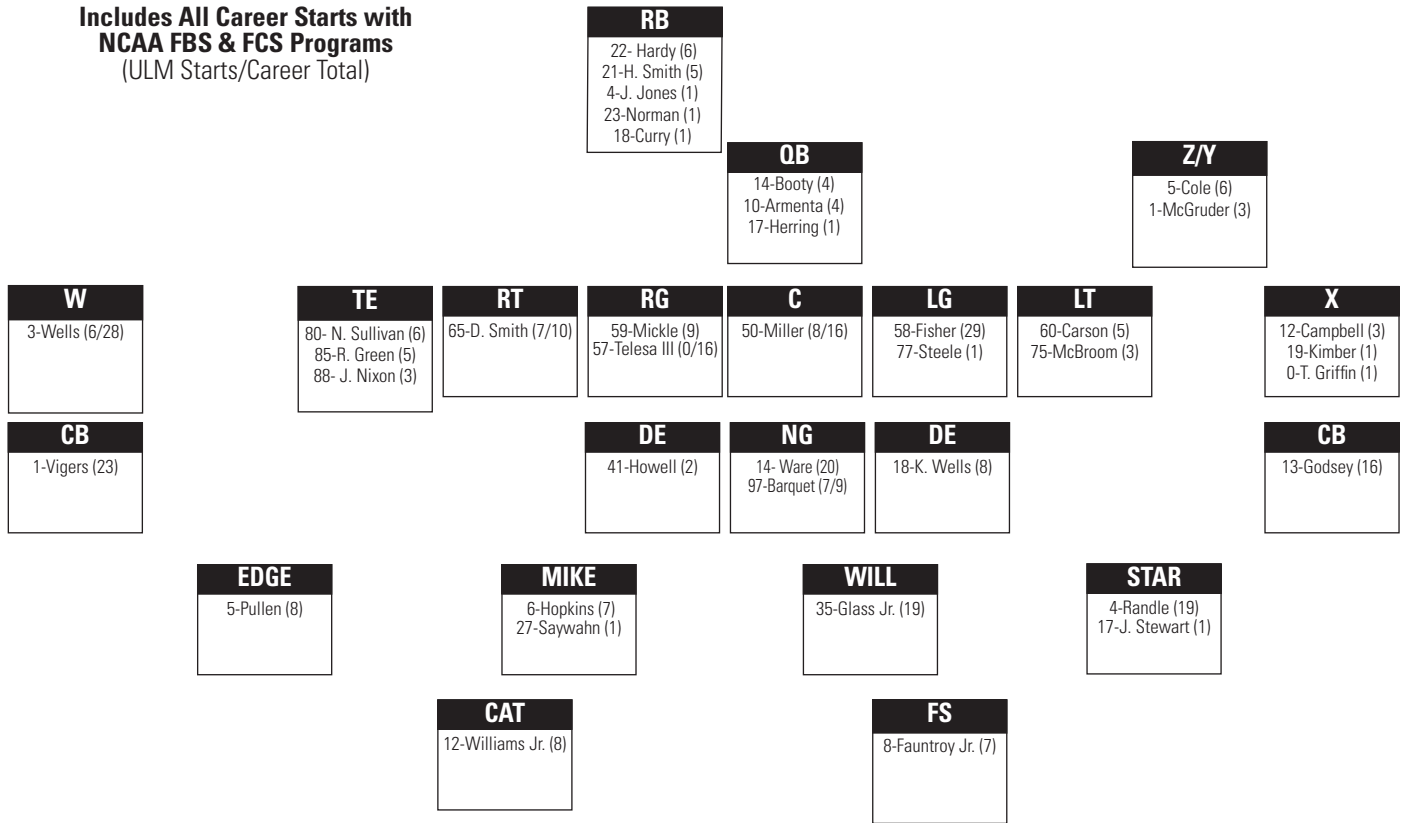 Includes All Career Starts with
NCAA FBS & FCS Programs
(ULM Starts/Career Total)
RB
22- Hardy (6)
21-H. Smith (5)
4-J. Jones (1)
23-Norman (1)
18-Curry (1)
QB
14-Booty (4)
10-Armenta (4)
17-Herring (1)
Z/Y
5-Cole (6)
1-McGruder (3)
W
3-Wells (6/28)
TE
80- N. Sullivan (6)
85-R. Green (5)
88- J. Nixon (3)
RT
65-D. Smith (7/10)
RG
59-Mickle (9)
57-Telesa III (0/16)
C
50-Miller (8/16)
LG
58-Fisher (29)
77-Steele (1)
LT
60-Carson (5)
75-McBroom (3)
X
12-Campbell (3)
19-Kimber (1)
0-T. Griffin (1)
CB
1-Vigers (23)
DE
41-Howell (2)
NG
14- Ware (20)
97-Barquet (7/9)
DE
18-K. Wells (8)
CB
13-Godsey (16)
EDGE
5-Pullen (8)
MIKE
6-Hopkins (7)
27-Saywahn (1)
WILL
35-Glass Jr. (19)
STAR
4-Randle (19)
17-J. Stewart (1)
CAT
12-Williams Jr. (8)
FS
8-Fauntroy Jr. (7)